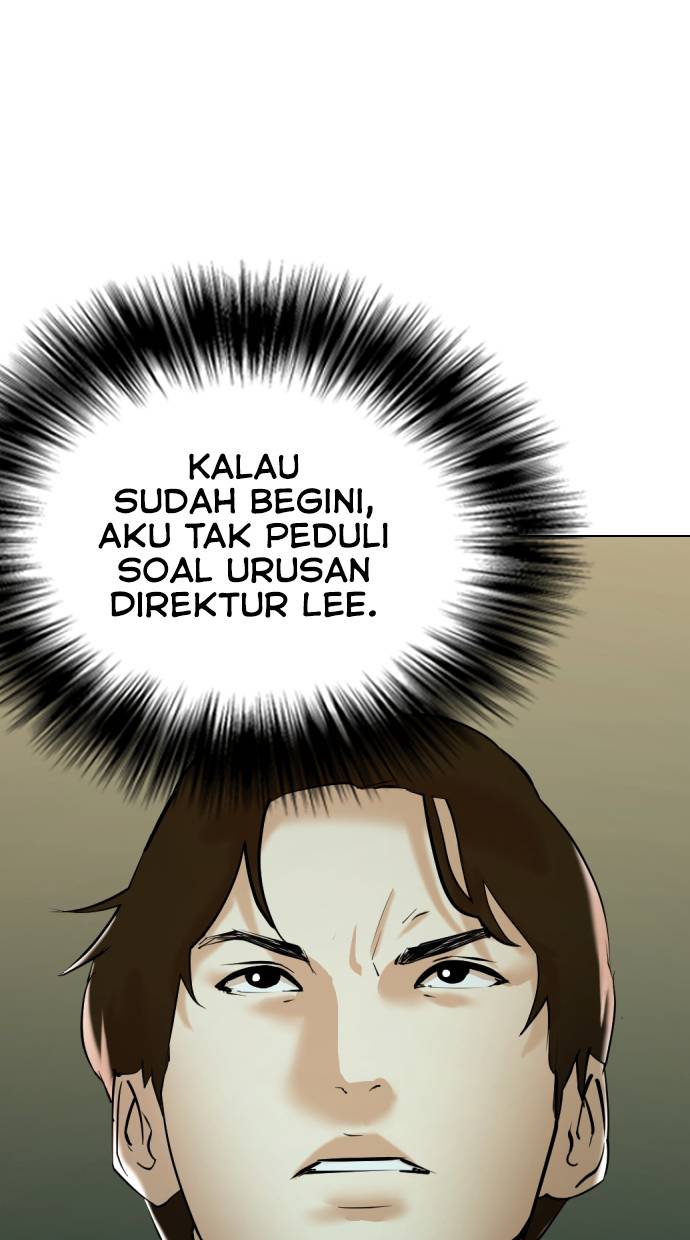 KALAU
SUDAH BEGINI,
AKU TAK PEDULI
SOAL URUSAN
DIREKTUR LEE.